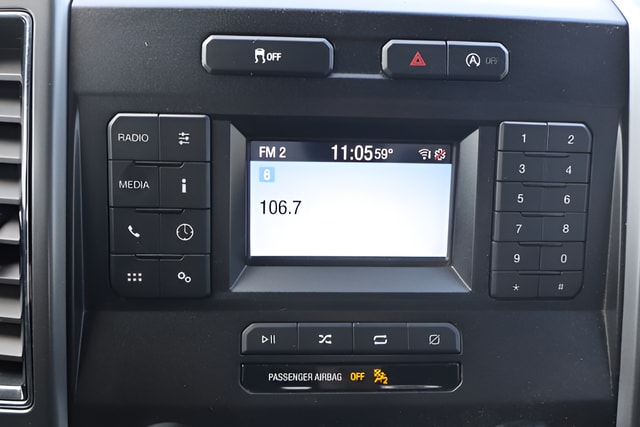 OFF
A OFF
FM 2 11:05 59°
6
106.7
RADIO
MEDIA
i
1 2
3 4
5 6
7 8
9 0
* #
PASSENGER AIRBAG OFF 2